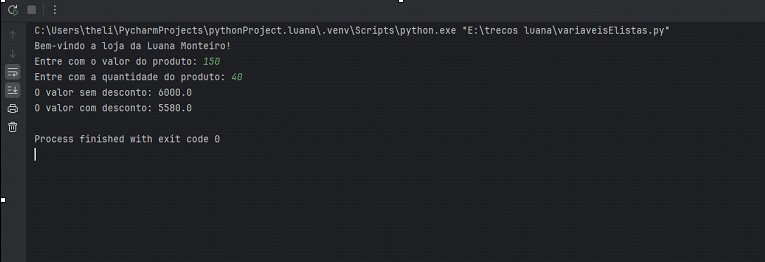 C:\Users\theli\PycharmProjects\pythonProject.luana\.venv\Scripts\python.exe "E:\trecos luana\variaveisElistas.py"
Bem-vindo a loja da Luana Monteiro!
Entre com o valor do produto: 150
Entre com a quantidade do produto: 40
O valor sem desconto: 6000.0
O valor com desconto: 5580.0
Process finished with exit code 0